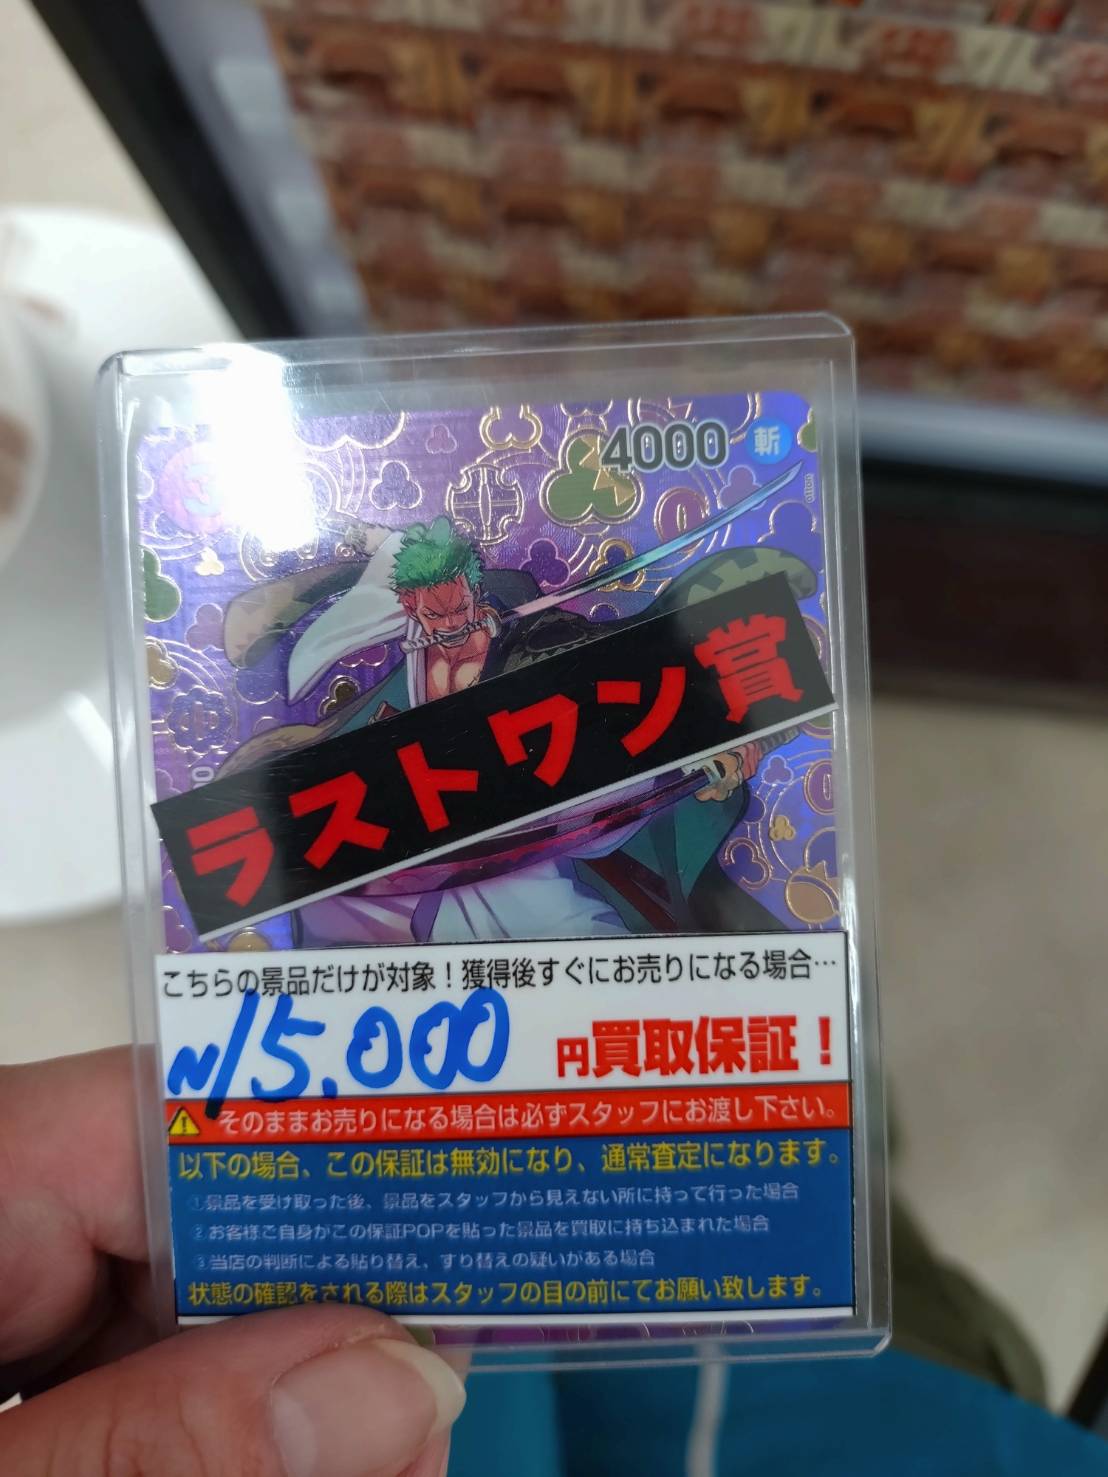 3
4000 斬
otton
ラストワン賞
こちらの景品だけが対象！獲得後すぐにお売りになる場合…
〜15.000 円買取保証！
そのままお売りになる場合は必ずスタッフにお渡し下さい。
以下の場合、この保証は無効になり、通常査定になります。
①景品を受け取った後、景品をスタッフから見えない所に持って行った場合
②お客様ご自身がこの保証POPを貼った景品を買取に持ち込まれた場合
③当店の判断による貼り替え、すり替えの疑いがある場合
状態の確認をされる際はスタッフの目の前にてお願い致します。